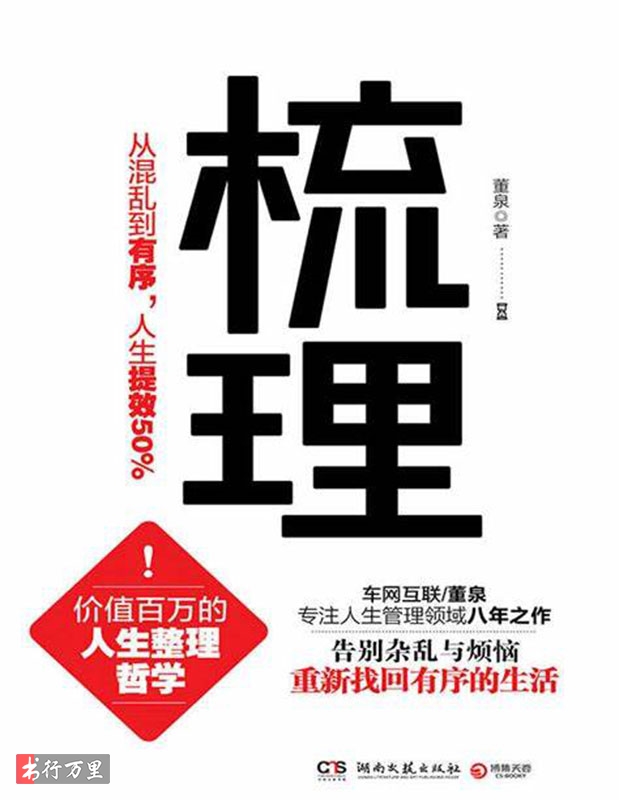 梳理
从混乱到有序，人生提效50%
董泉◎著
!
价值百万的
人生整理
哲学
车网互联/董泉
专注人生管理领域八年之作
告别杂乱与烦恼
重新找回有序的生活
书行万里
湖南文艺出版社
博集天卷
CS-BOOKY